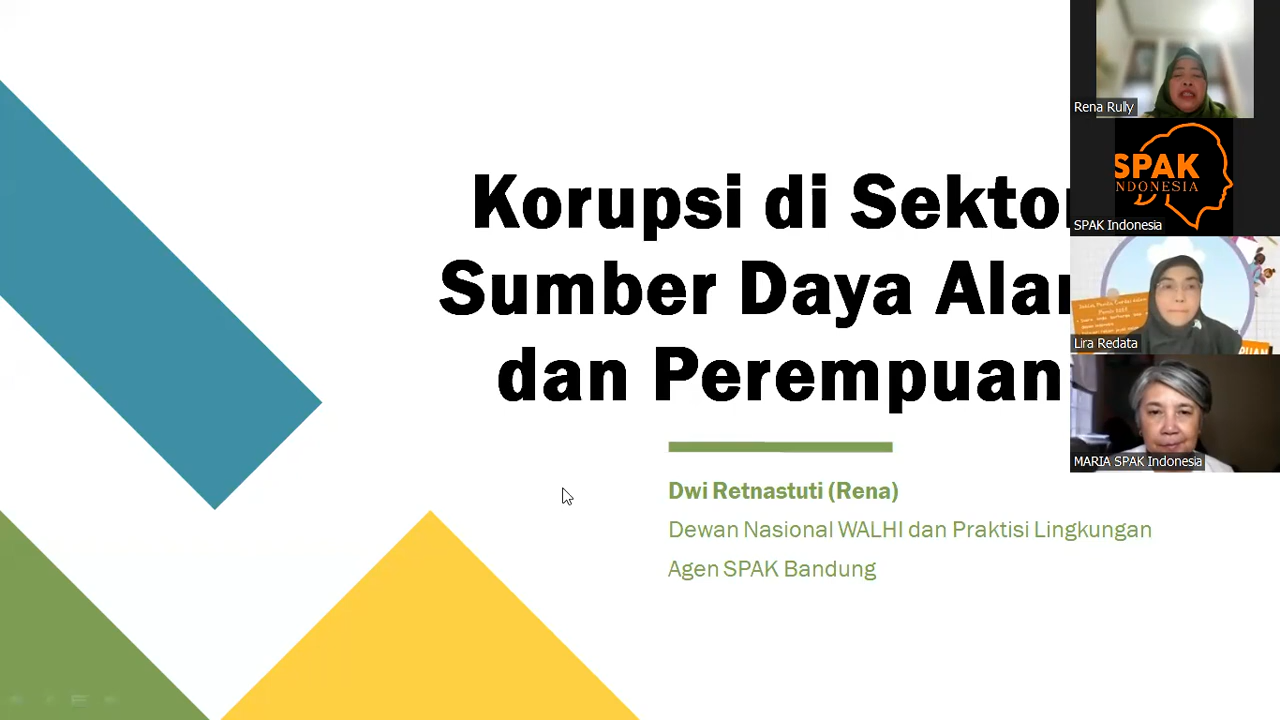 Korupsi di Sekto
Sumber Daya Ala
dan Perempuan
Dwi Retnastuti (Rena)
Dewan Nasional WALHI dan Praktisi Lingkungan
Agen SPAK Bandung
Rena Rully
SPAK
INDONESIA
SPAK Indonesia
Lira Redata
MARIA SPAK Indonesia